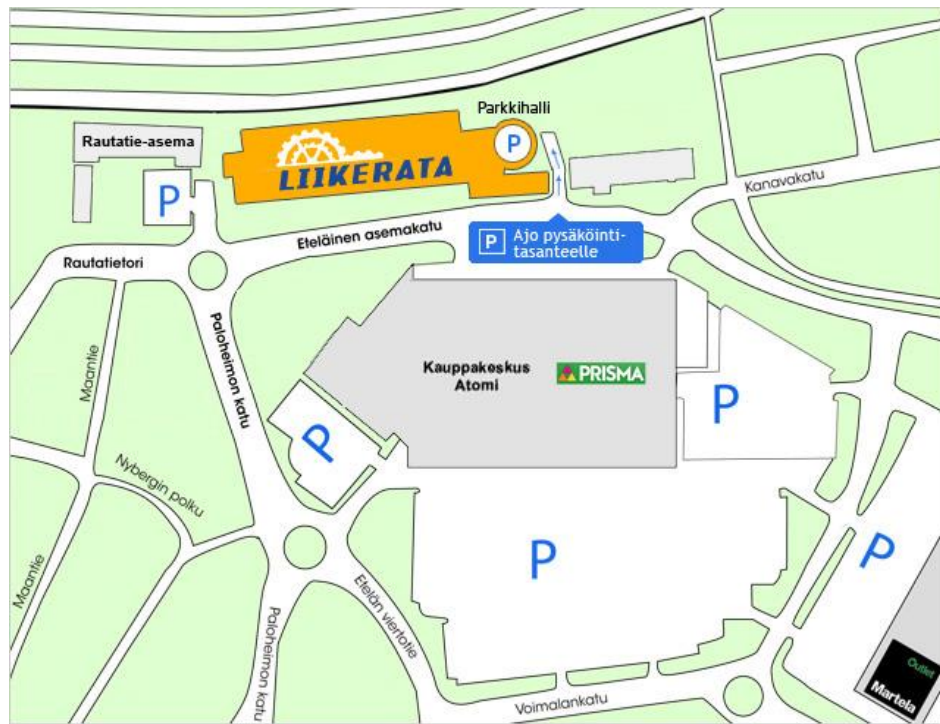 Parkkihalli
P
Rautatie-asema
LIIKERATA
P
Kanavakatu
P Ajo pysäköinti-
tasanteelle
Eteläinen asemakatu
Rautatietori
Paloheimon katu
Maantie
Kauppakeskus
Atomi
PRISMA
P
P
Nybergin polku
P
P
Maantie
Etelän viertotie
Paloheimon katu
Voimalankatu
Outlet
Martela